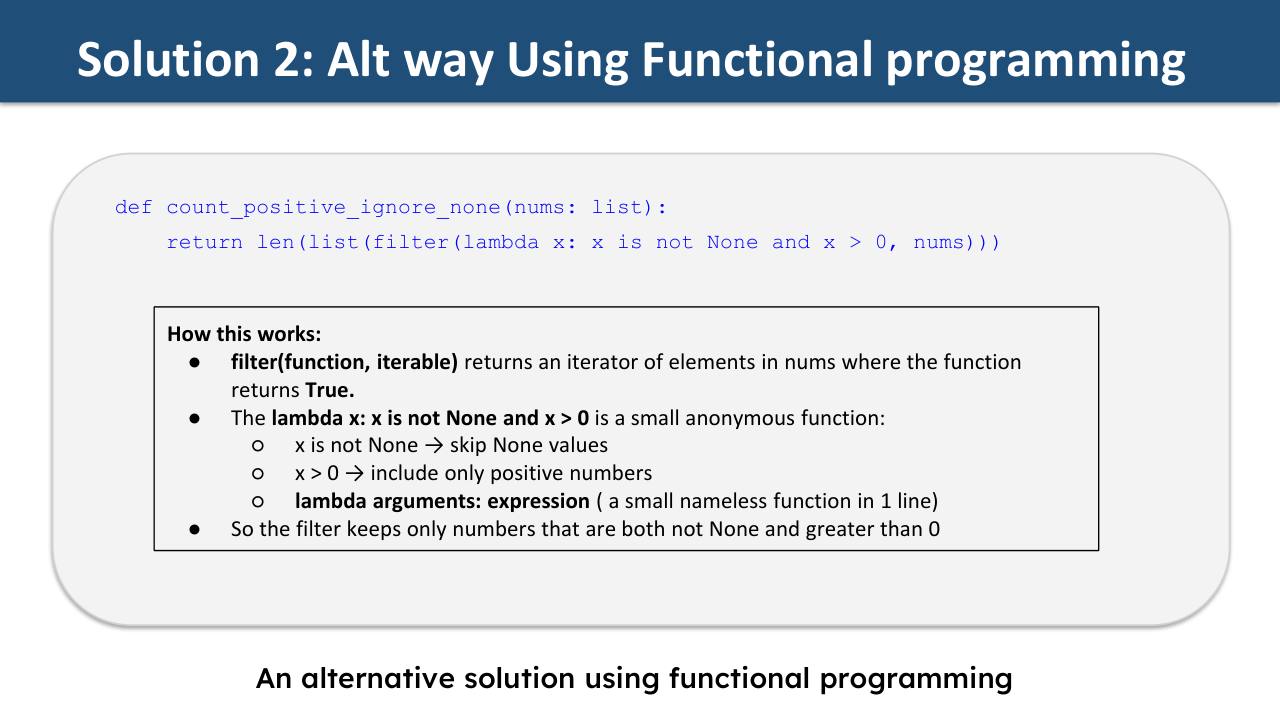 Solution 2: Alt way Using Functional programming
def count_positive_ignore_none(nums: list):
    return len(list(filter(lambda x: x is not None and x > 0, nums)))
How this works:
● filter(function, iterable) returns an iterator of elements in nums where the function
returns True.
● The lambda x: x is not None and x > 0 is a small anonymous function:
○ x is not None → skip None values
○ x > 0 → include only positive numbers
○ lambda arguments: expression ( a small nameless function in 1 line)
● So the filter keeps only numbers that are both not None and greater than 0
An alternative solution using functional programming